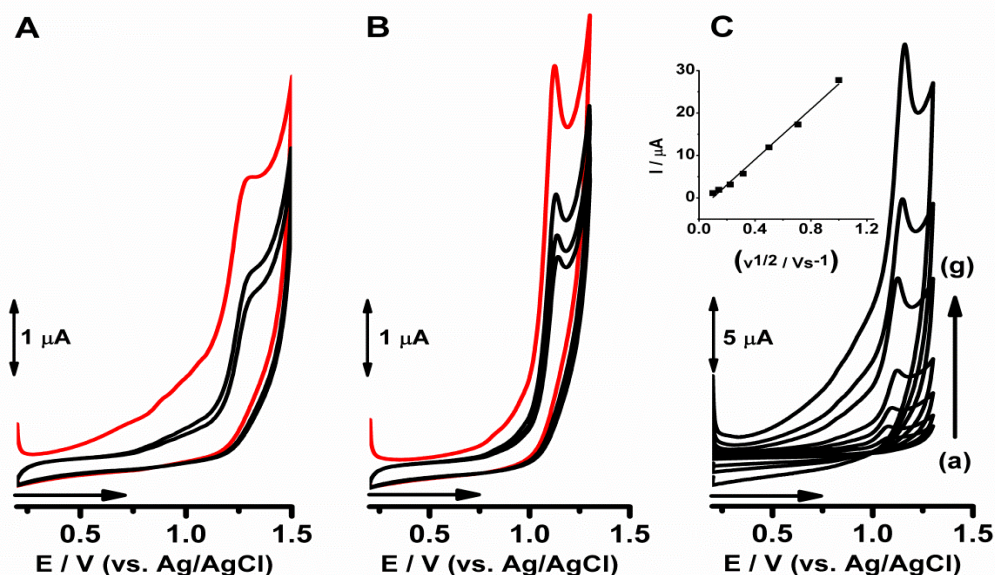 A
1 μA
0.5 1.0 1.5
E / V (vs. Ag/AgCl)
B
1 μA
0.5 1.0 1.5
E / V (vs. Ag/AgCl)
C
30
20
10
0
I / μA
0.0 0.4 0.8 1.2
(v1/2 / Vs-1)
(g)
5 μA
(a)
0.5 1.0 1.5
E / V (vs. Ag/AgCl)